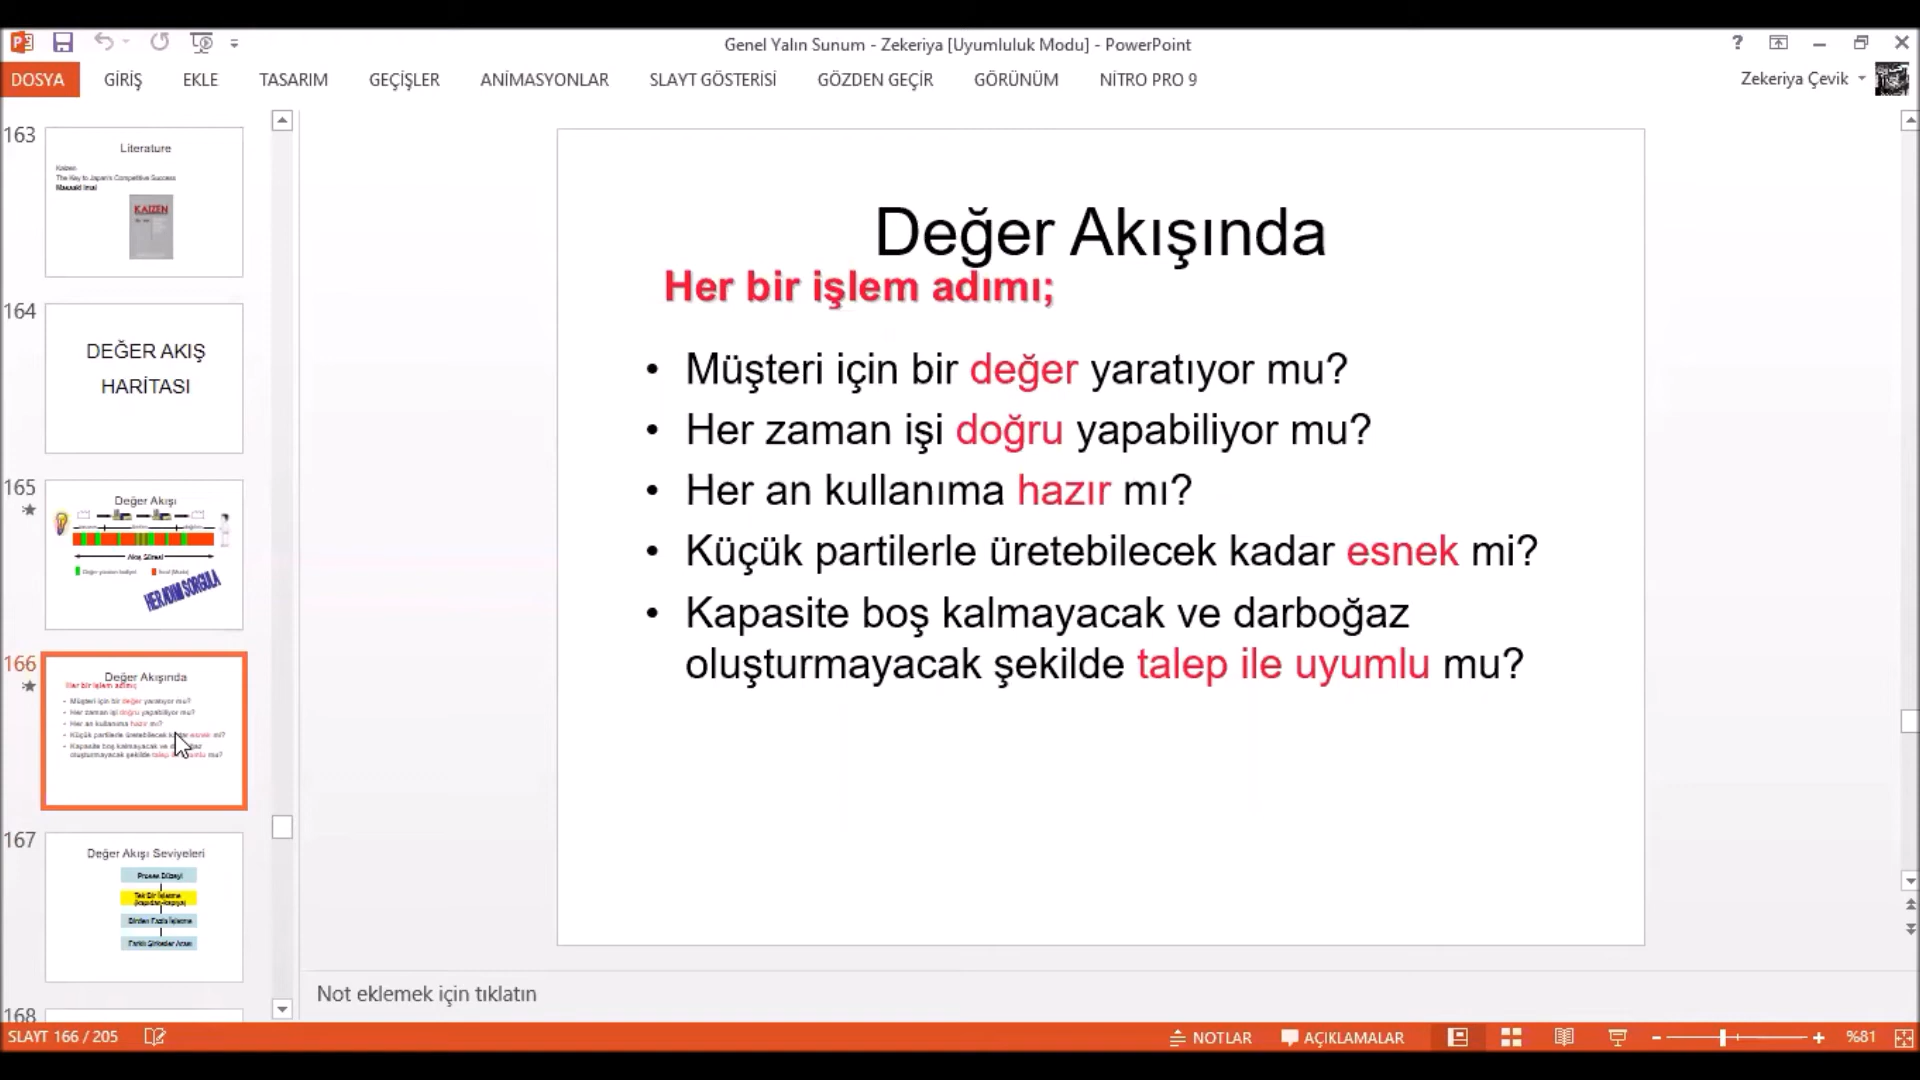 Genel Yalın Sunum - Zekeriya [Uyumluluk Modu] - PowerPoint
DOSYA GİRİŞ EKLE TASARIM GEÇİŞLER ANİMASYONLAR SLAYT GÖSTERİSİ GÖZDEN GEÇİR GÖRÜNÜM NİTRO PRO 9
Zekeriya Çevik
163
Literature
Kaizen
The Key to Japan's Competitive Success
Masaaki Imai
KAIZEN
164
DEĞER AKIŞ
HARİTASI
165
Değer Akışı
Akış Süresi
Değer yaratan faaliyet
HER ADIMI SORGULA
166
Değer Akışında
Her bir işlem adımı;
Müşteri için bir değer yaratıyor mu?
Her zaman işi doğru yapabiliyor mu?
Her an kullanıma hazır mı?
Küçük partilerle üretebilecek kadar esnek mi?
Kapasite boş kalmayacak ve darboğaz
oluşturmayacak şekilde talep ile uyumlu mu?
167
Değer Akışı Seviyeleri
Proses Düzeyi
Tek Bir İşletme
(kapıdan-kapıya)
Birden Fazla İşletme
Farklı Şirketler Arası
168
Değer Akışında
Her bir işlem adımı;
• Müşteri için bir değer yaratıyor mu?
• Her zaman işi doğru yapabiliyor mu?
• Her an kullanıma hazır mı?
• Küçük partilerle üretebilecek kadar esnek mi?
• Kapasite boş kalmayacak ve darboğaz
oluşturmayacak şekilde talep ile uyumlu mu?
Not eklemek için tıklatın
SLAYT 166 / 205
NOTLAR AÇIKLAMALAR %81